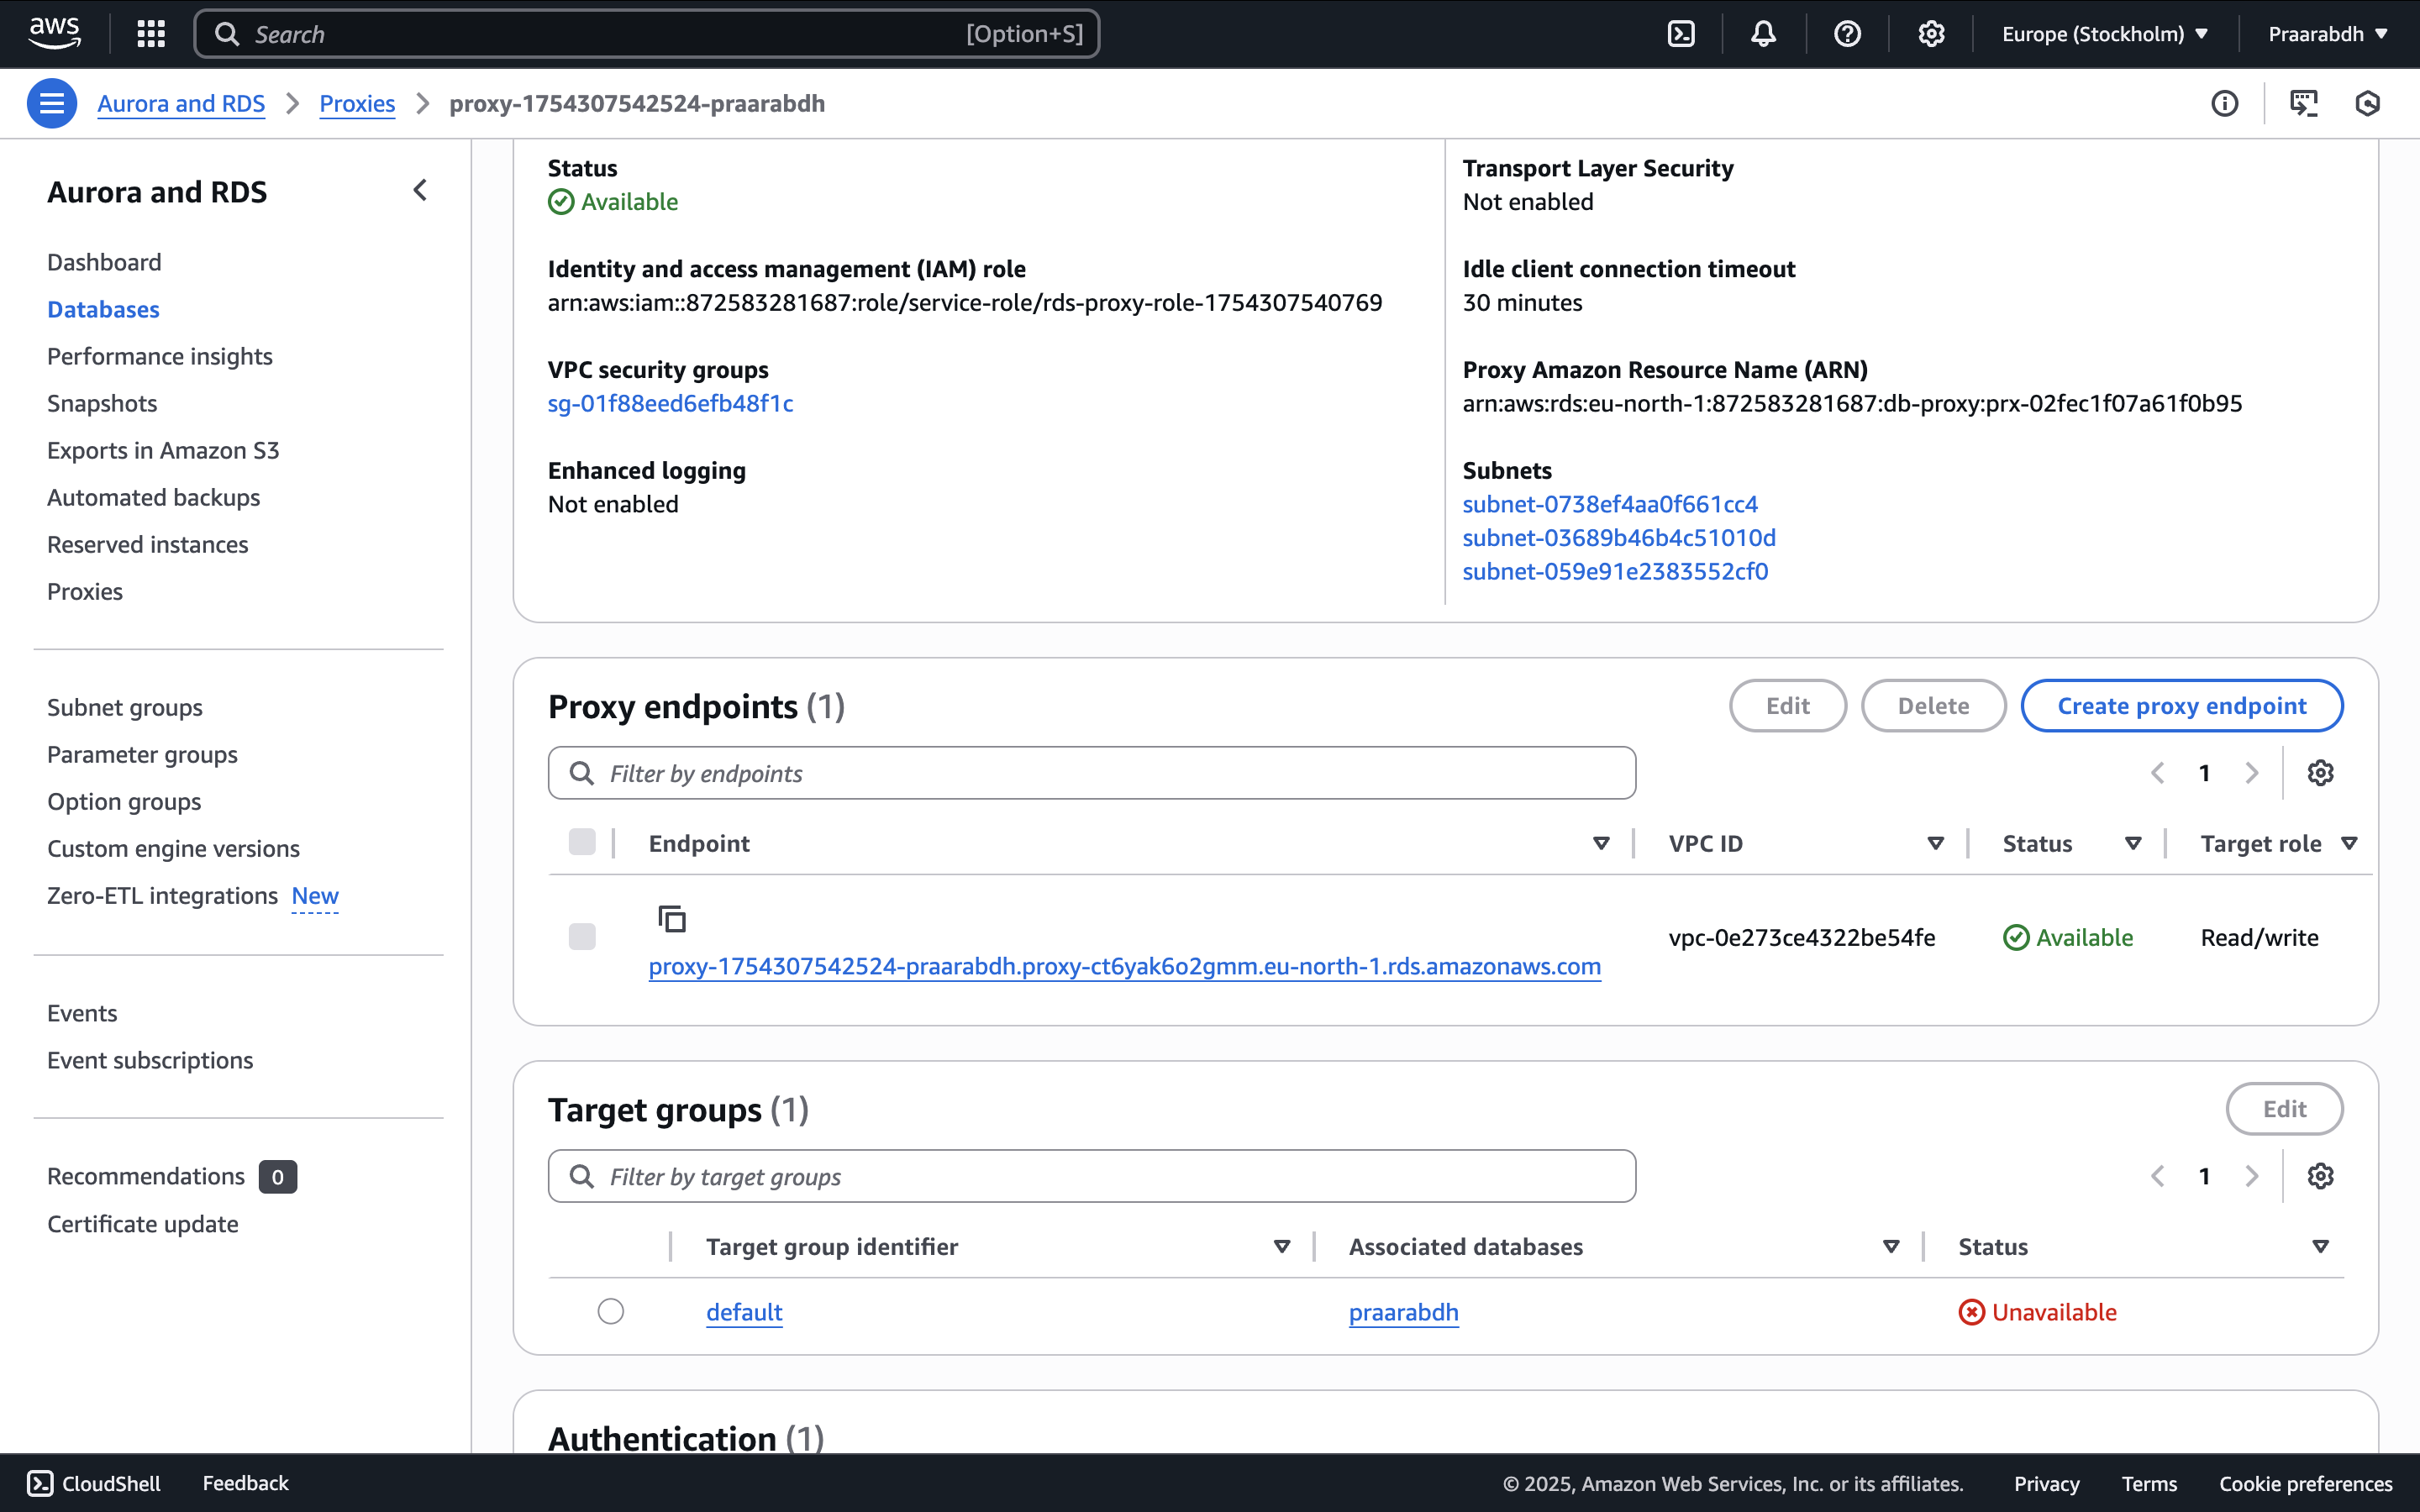 aws
Search
[Option+S]
Europe (Stockholm)
Praarabdh
Aurora and RDS
Proxies
proxy-1754307542524-praarabdh
Aurora and RDS
Dashboard
Databases
Performance insights
Snapshots
Exports in Amazon S3
Automated backups
Reserved instances
Proxies
Subnet groups
Parameter groups
Option groups
Custom engine versions
Zero-ETL integrations New
Events
Event subscriptions
Recommendations 0
Certificate update
Status
Available
Identity and access management (IAM) role
arn:aws:iam::872583281687:role/service-role/rds-proxy-role-1754307540769
VPC security groups
sg-01f88eed6efb48f1c
Enhanced logging
Not enabled
Transport Layer Security
Not enabled
Idle client connection timeout
30 minutes
Proxy Amazon Resource Name (ARN)
arn:aws:rds:eu-north-1:872583281687:db-proxy:prx-02fec1f07a61f0b95
Subnets
subnet-0738ef4aa0f661cc4
subnet-03689b46b4c51010d
subnet-059e91e2383552cf0
Proxy endpoints (1)
Edit
Delete
Create proxy endpoint
Filter by endpoints
1
Endpoint
VPC ID
Status
Target role
proxy-1754307542524-praarabdh.proxy-ct6yak6o2gmm.eu-north-1.rds.amazonaws.com
vpc-0e273ce4322be54fe
Available
Read/write
Target groups (1)
Edit
Filter by target groups
1
Target group identifier
Associated databases
Status
default
praarabdh
Unavailable
Authentication (1)
CloudShell
Feedback
© 2025, Amazon Web Services, Inc. or its affiliates.
Privacy
Terms
Cookie preferences